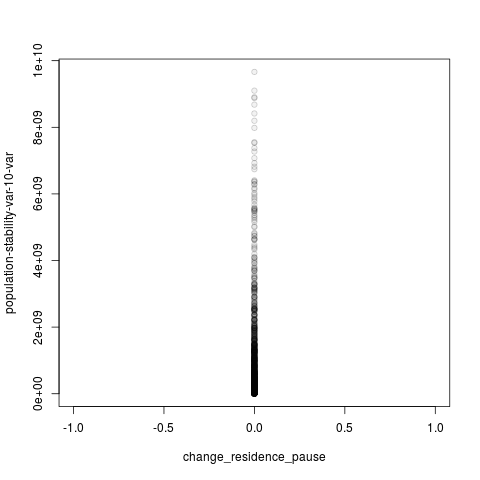 population-stability-var-10-var
1e+10
8e+09
6e+09
4e+09
2e+09
0e+00
-1.0 -0.5 0.0 0.5 1.0
change_residence_pause